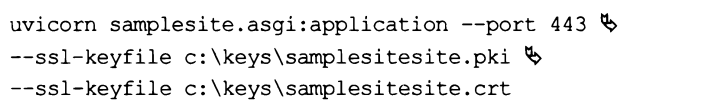 uvicorn samplesite.asgi:application --port 443 ⮷
--ssl-keyfile c:\keys\samplesitesite.pki ⮷
--ssl-keyfile c:\keys\samplesitesite.crt